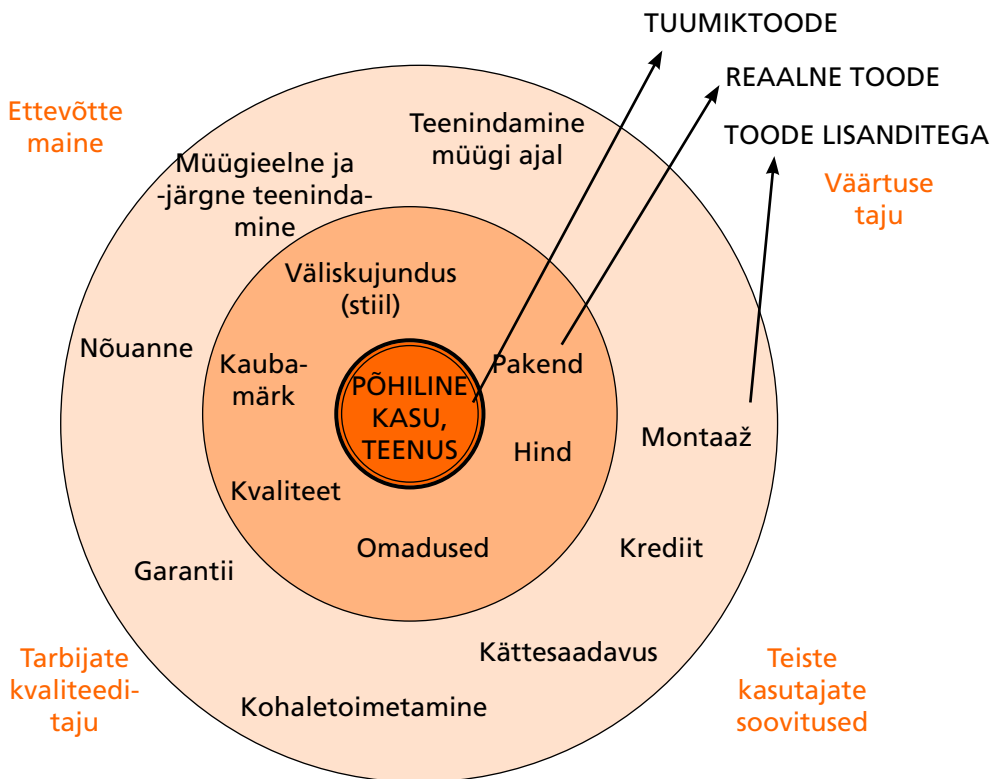 TUUMIKTOODE
REAALNE TOODE
TOODE LISANDITEGA
Ettevõtte
maine
Väärtuse
taju
Teenindamine
müügi ajal
Müügieelne ja
-järgne teeninda-
mine
Väliskujundus
(stiil)
Nõuanne
Kauba-
märk
Pakend
PÕHILINE
KASU,
TEENUS
Montaaž
Hind
Kvaliteet
Omadused
Krediit
Garantii
Kättesaadavus
Kohaletoimetamine
Tarbijate
kvaliteedi-
taju
Teiste
kasutajate
soovitused